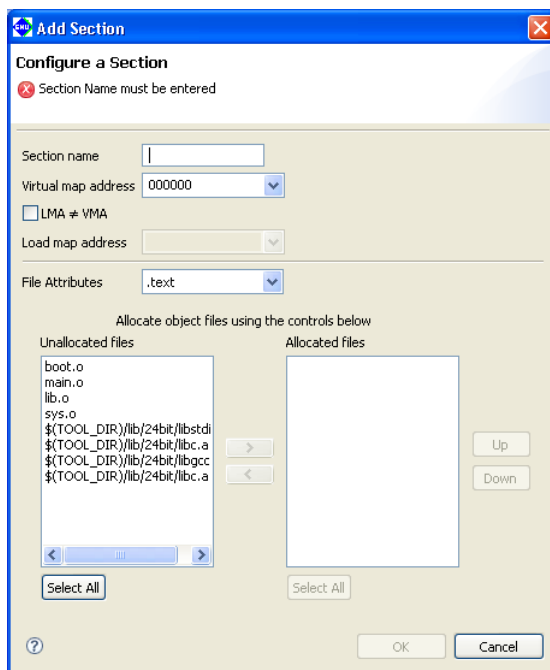 GNU Add Section
Configure a Section
Section Name must be entered
Section name
Virtual map address 000000
LMA ≠ VMA
Load map address
File Attributes .text
Allocate object files using the controls below
Unallocated files Allocated files
boot.o
main.o
lib.o
sys.o
$(TOOL_DIR)/lib/24bit/libstdi
$(TOOL_DIR)/lib/24bit/libc.a
$(TOOL_DIR)/lib/24bit/libgcc
$(TOOL_DIR)/lib/24bit/libc.a
>
<
Up
Down
Select All Select All
? OK Cancel